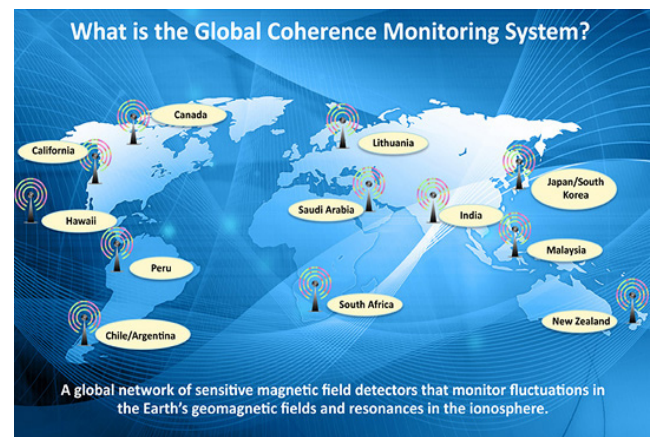 What is the Global Coherence Monitoring System?
Canada
California
Lithuania
Japan/South
Korea
Saudi Arabia
India
Hawaii
Malaysia
Peru
South Africa
New Zealand
Chile/Argentina
A global network of sensitive magnetic field detectors that monitor fluctuations in
the Earth's geomagnetic fields and resonances in the ionosphere.